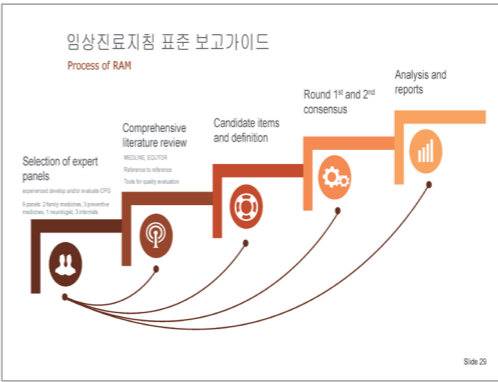 임상진료지침 표준 보고가이드
Process of RAM
Selection of expert
panels
experienced develop and/or evaluate CPG
9 panels: 2 family medicines, 3 preventive
medicines, 1 neurologist, 3 internists
Comprehensive
literature review
MEDLINE, EQUTOR
Reference to reference
Tools for quality evaluation
Candidate items
and definition
Round 1st and 2nd
consensus
Analysis and
reports
Slide 29